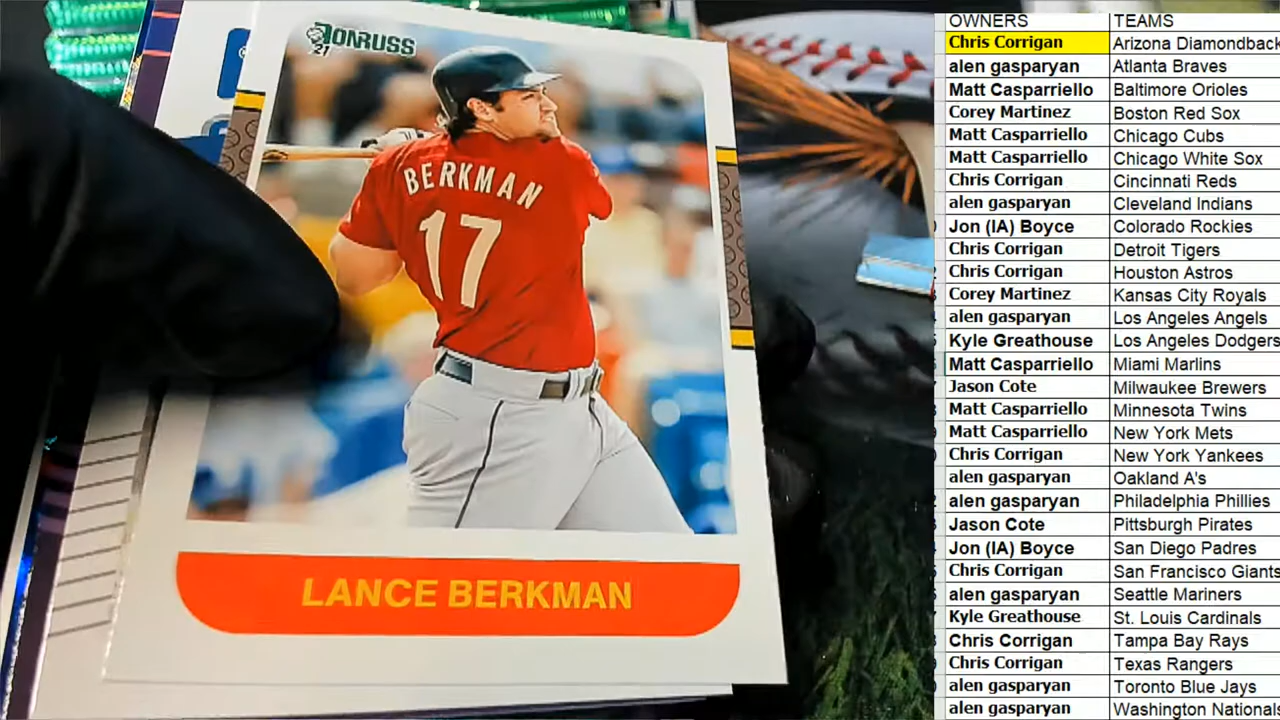 DONRUSS
21
BERKMAN
17
LANCE BERKMAN
OWNERS TEAMS
Chris Corrigan Arizona Diamondback
alen gasparyan Atlanta Braves
Matt Casparriello Baltimore Orioles
Corey Martinez Boston Red Sox
Matt Casparriello Chicago Cubs
Matt Casparriello Chicago White Sox
Chris Corrigan Cincinnati Reds
alen gasparyan Cleveland Indians
Jon (IA) Boyce Colorado Rockies
Chris Corrigan Detroit Tigers
Chris Corrigan Houston Astros
Corey Martinez Kansas City Royals
alen gasparyan Los Angeles Angels
Kyle Greathouse Los Angeles Dodgers
Matt Casparriello Miami Marlins
Jason Cote Milwaukee Brewers
Matt Casparriello Minnesota Twins
Matt Casparriello New York Mets
Chris Corrigan New York Yankees
alen gasparyan Oakland A's
alen gasparyan Philadelphia Phillies
Jason Cote Pittsburgh Pirates
Jon (IA) Boyce San Diego Padres
Chris Corrigan San Francisco Giants
alen gasparyan Seattle Mariners
Kyle Greathouse St. Louis Cardinals
Chris Corrigan Tampa Bay Rays
Chris Corrigan Texas Rangers
alen gasparyan Toronto Blue Jays
alen gasparyan Washington Nationals